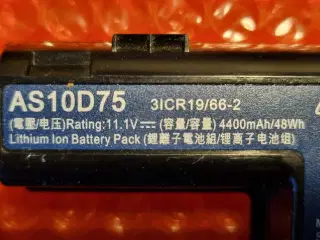 AS10D75 3ICR19/66-2
(電壓/电压)Rating:11.1V⎓ (容量/容量) 4400mAh/48Wh
Lithium Ion Battery Pack (鋰離子電池組/锂离子电池组)